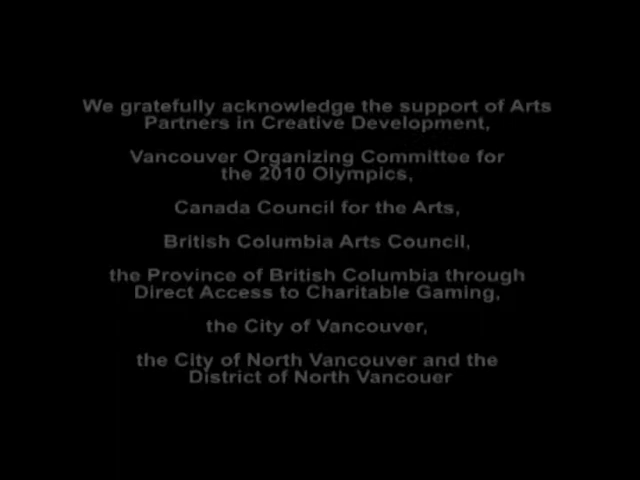 We gratefully acknowledge the support of Arts
Partners in Creative Development,
Vancouver Organizing Committee for
the 2010 Olympics,
Canada Council for the Arts,
British Columbia Arts Council,
the Province of British Columbia through
Direct Access to Charitable Gaming,
the City of Vancouver,
the City of North Vancouver and the
District of North Vancouer